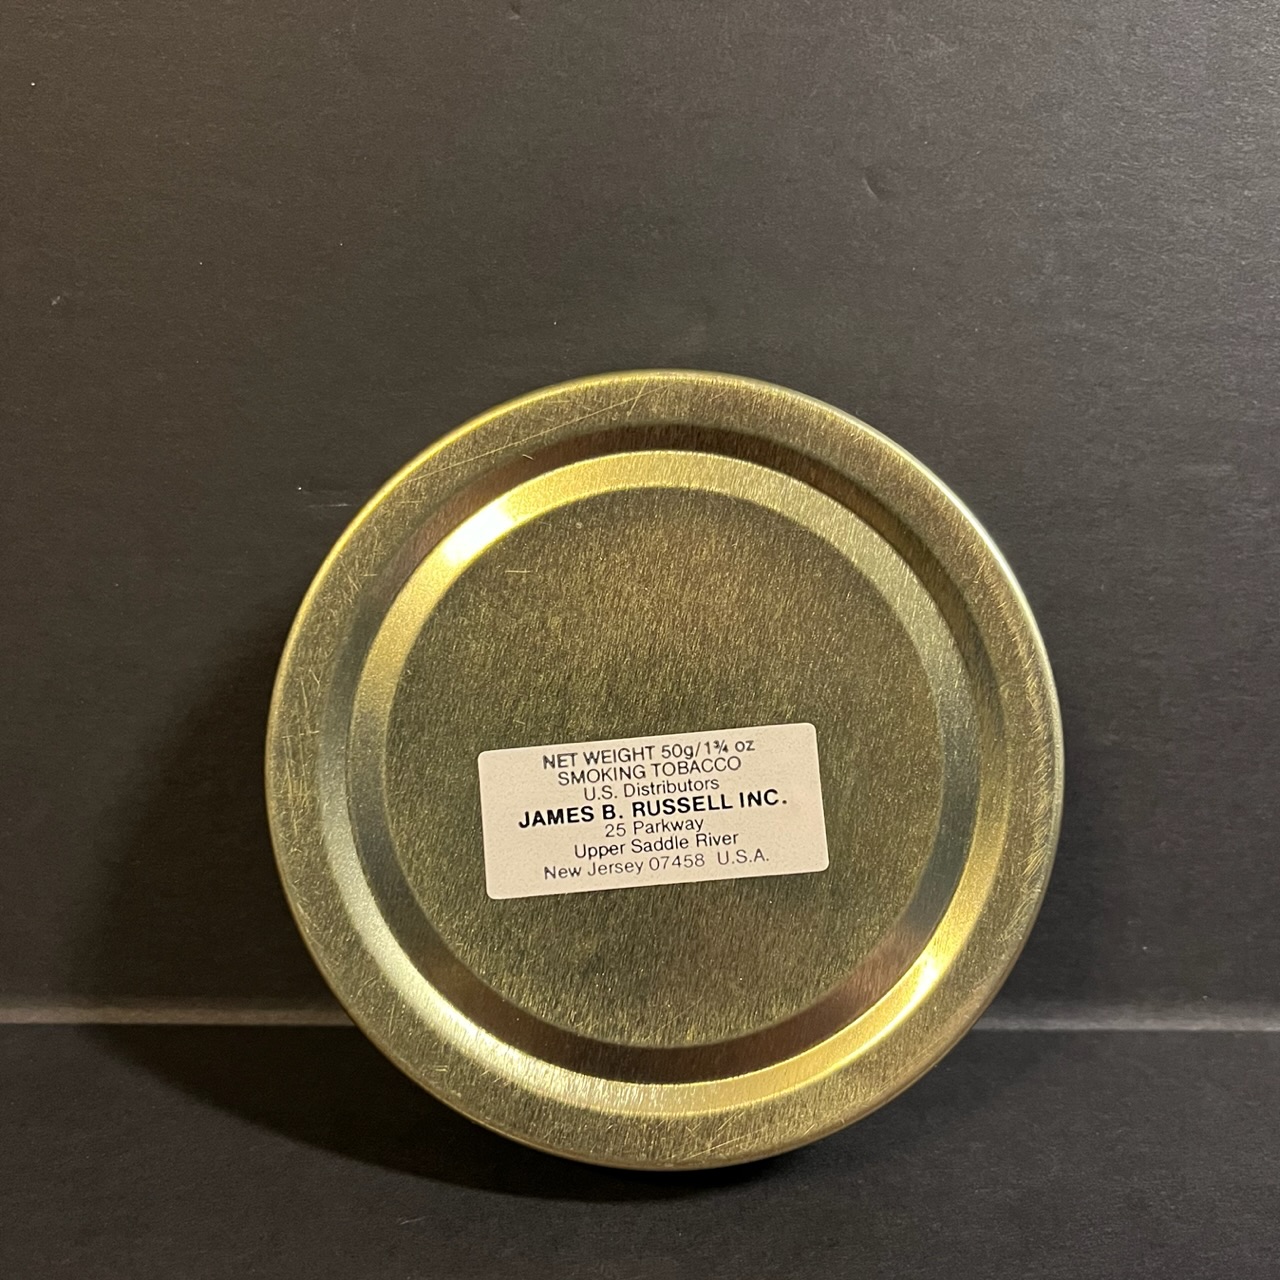 NET WEIGHT 50g/1¾ oz
SMOKING TOBACCO
U.S. Distributors
JAMES B. RUSSELL INC.
25 Parkway
Upper Saddle River
New Jersey 07458 U.S.A.